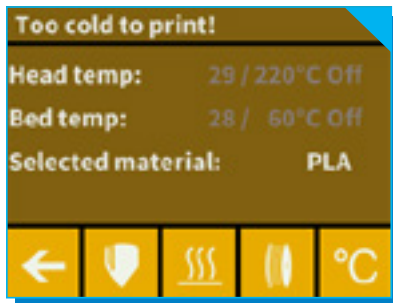 Too cold to print!
Head temp: 29 / 220°C Off
Bed temp: 28 / 60°C Off
Selected material: PLA
°C